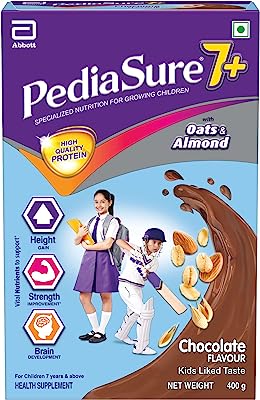 Abbott
PediaSure 7+
SPECIALIZED NUTRITION FOR GROWING CHILDREN
with
Oats &
Almond
HIGH
QUALITY
PROTEIN
Vital Nutrients to support*
Height
GAIN
Strength
IMPROVEMENT
Brain
DEVELOPMENT
Chocolate
FLAVOUR
Kids Liked Taste
For Children 7 years & above
HEALTH SUPPLEMENT
NET WEIGHT 400 g